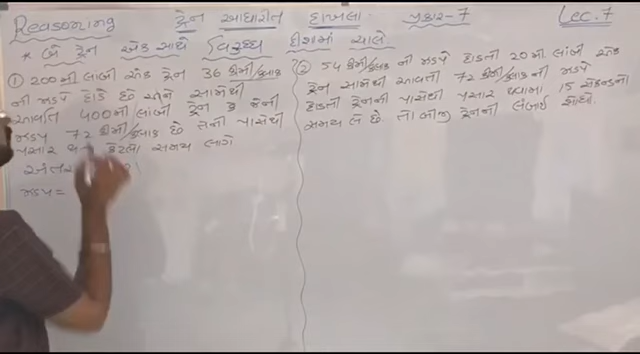 Reasoning ટ્રેન આધારીત દાખલા પ્રકાર-7 Lec.7
* બે ટ્રેન એક સાથે વિરુધ્ધ દીશામાં ચાલે
① 200 મી લાંબી એક ટ્રેન 36 કીમી/કલાક
ની ઝડપે દોડે છે સામેથી
આવતી 400 મી લાંબી ટ્રેન કે જેની
ઝડપ 72 કીમી/કલાક છે તેની પાસેથી
પસાર થતા કેટલો સમય લાગે
ઝડપ =
② 54 કીમી/કલાક ની ઝડપે દોડતી 20 મી લાંબી એક
ટ્રેન સામેથી આવતી 72 કીમી/કલાક ની ઝડપે
દોડતી ટ્રેનની પાસેથી પસાર થવામા 15 સેકન્ડનો
સમય લે છે. તો બીજી ટ્રેનની લંબાઈ શોધો.